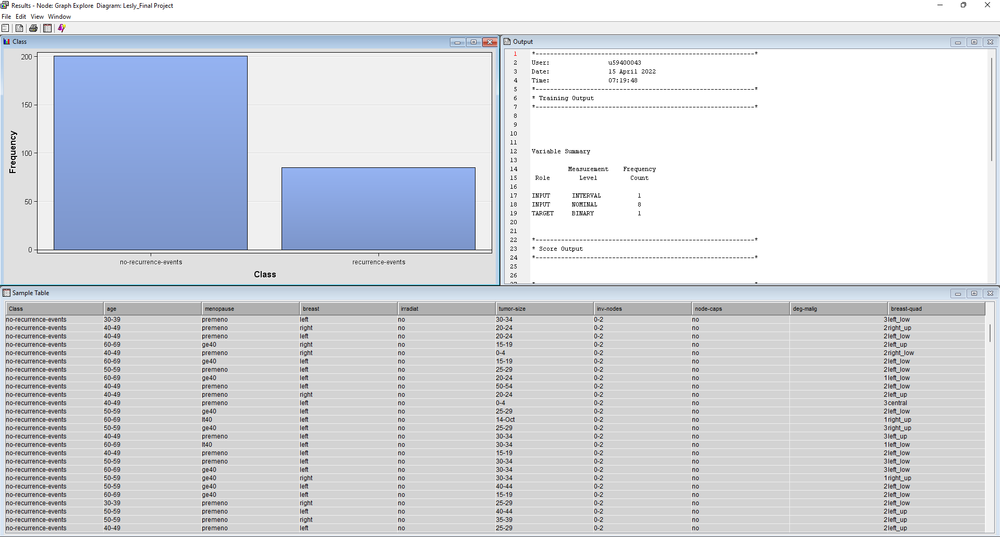 Results - Node: Graph Explore Diagram: Lesly_Final Project
File Edit View Window
Class
200
150
100
50
0
Frequency
no-recurrence-events recurrence-events
Class
Output
1 *------------------------------------------------------------*
2 User: u59400043
3 Date: 15 April 2022
4 Time: 07:19:48
5 *------------------------------------------------------------*
6 * Training Output
7 *------------------------------------------------------------*
8
9
10
11
12 Variable Summary
13
14 Measurement Frequency
15 Role Level Count
16
17 INPUT INTERVAL 1
18 INPUT NOMINAL 8
19 TARGET BINARY 1
20
21
22 *------------------------------------------------------------*
23 * Score Output
24 *------------------------------------------------------------*
25
26
27 * *
Sample Table
Class age menopause breast irradiat tumor-size inv-nodes node-caps deg-malig breast-quad
no-recurrence-events 30-39 premeno left no 30-34 0-2 no 3 left_low
no-recurrence-events 40-49 premeno right no 20-24 0-2 no 2 right_up
no-recurrence-events 40-49 premeno left no 20-24 0-2 no 2 left_low
no-recurrence-events 60-69 ge40 right no 15-19 0-2 no 2 left_up
no-recurrence-events 40-49 premeno right no 0-4 0-2 no 2 right_low
no-recurrence-events 60-69 ge40 left no 15-19 0-2 no 2 left_low
no-recurrence-events 50-59 premeno left no 25-29 0-2 no 2 left_low
no-recurrence-events 60-69 ge40 left no 20-24 0-2 no 1 left_low
no-recurrence-events 40-49 premeno left no 50-54 0-2 no 2 left_low
no-recurrence-events 40-49 premeno right no 20-24 0-2 no 2 left_up
no-recurrence-events 40-49 premeno left no 0-4 0-2 no 3 central
no-recurrence-events 50-59 ge40 left no 25-29 0-2 no 2 left_low
no-recurrence-events 60-69 lt40 left no 14-Oct 0-2 no 1 right_up
no-recurrence-events 50-59 ge40 left no 25-29 0-2 no 3 right_up
no-recurrence-events 40-49 premeno left no 30-34 0-2 no 3 left_up
no-recurrence-events 60-69 lt40 left no 30-34 0-2 no 1 left_low
no-recurrence-events 40-49 premeno left no 15-19 0-2 no 2 left_low
no-recurrence-events 50-59 premeno left no 30-34 0-2 no 3 left_low
no-recurrence-events 60-69 ge40 left no 30-34 0-2 no 3 left_low
no-recurrence-events 50-59 ge40 right no 30-34 0-2 no 1 right_up
no-recurrence-events 50-59 ge40 left no 40-44 0-2 no 2 left_low
no-recurrence-events 60-69 ge40 left no 15-19 0-2 no 2 left_low
no-recurrence-events 30-39 premeno right no 25-29 0-2 no 2 left_low
no-recurrence-events 50-59 premeno left no 40-44 0-2 no 2 left_up
no-recurrence-events 50-59 premeno right no 35-39 0-2 no 2 left_up
no-recurrence-events 40-49 premeno left no 25-29 0-2 no 2 left_up